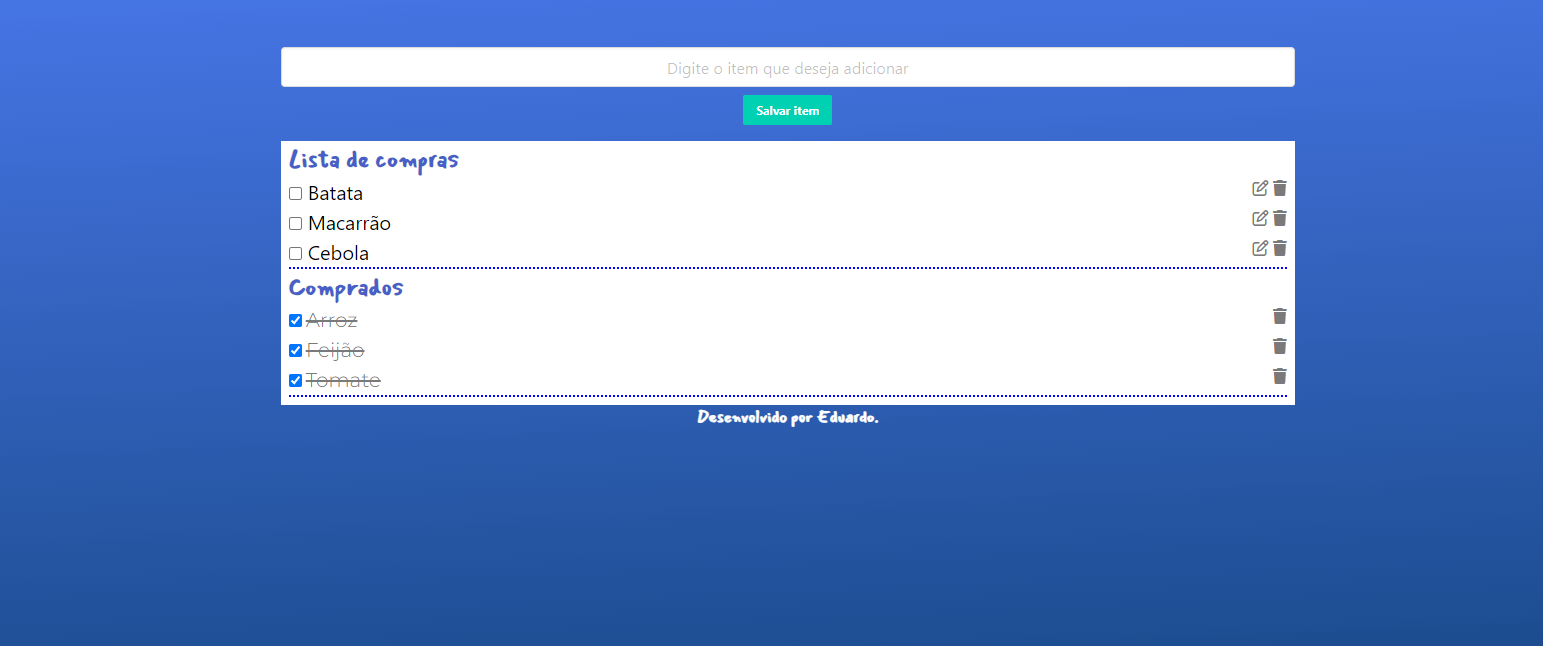 Digite o item que deseja adicionar
Salvar item
Lista de compras
Batata
Macarrão
Cebola
Comprados
Arroz
Feijão
Tomate
Desenvolvido por Eduardo.